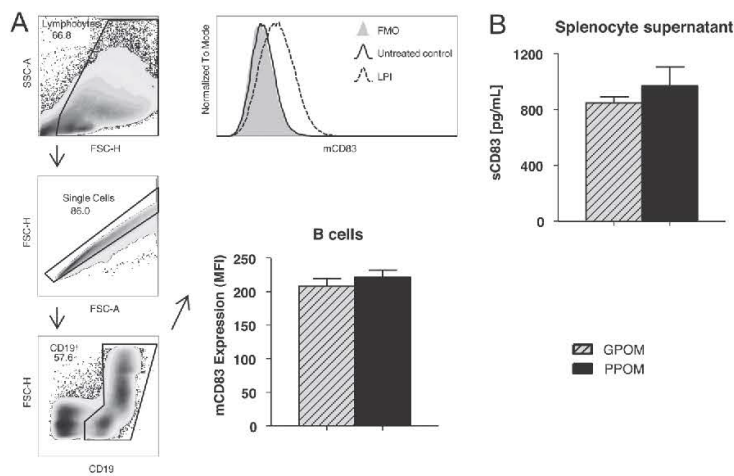 A
Lymphocytes
66.8
SSC-A
FSC-H
Normalized To Mode
FMO
Untreated control
LPI
mCD83
B
Splenocyte supernatant
sCD83 [pg/mL]
1200
800
400
0
Single Cells
86.0
FSC-H
FSC-A
B cells
mCD83 Expression (MFI)
250
200
150
100
50
0
CD19⁺
57.6
FSC-H
CD19
GPOM
PPOM